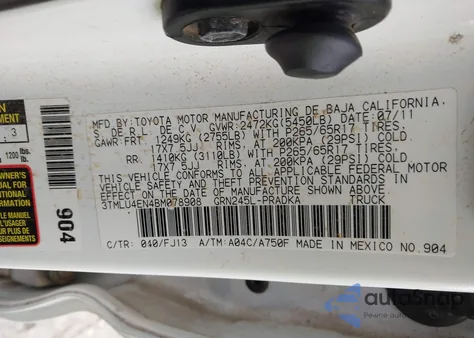 MFD.BY:TOYOTA MOTOR MANUFACTURING DE BAJA CALIFORNIA,
S DE R.L. DE C.V. GVWR: 2472KG(5450LB) DATE: 07/11
GAWR FRT: 1249KG (2755LB) WITH P265/65R17 TIRES,
17x7.5JJ RIMS, AT 200KPA (29PSI) COLD
RR: 1410KG (3110LB) WITH P265/65R17 TIRES,
17x7.5JJ RIMS, AT 200KPA (29PSI) COLD
THIS VEHICLE CONFORMS TO ALL APPLICABLE FEDERAL MOTOR
VEHICLE SAFETY AND THEFT PREVENTION STANDARDS IN
EFFECT ON THE DATE OF MANUFACTURE SHOWN ABOVE.
3TMLU4EN4BM078908 GRN245L-PRADKA TRUCK
C/TR: 040/FJ13 A/TM: A04C/A750F MADE IN MEXICO NO.904
904
1200 lbs.
autoSnap
Pewne auto